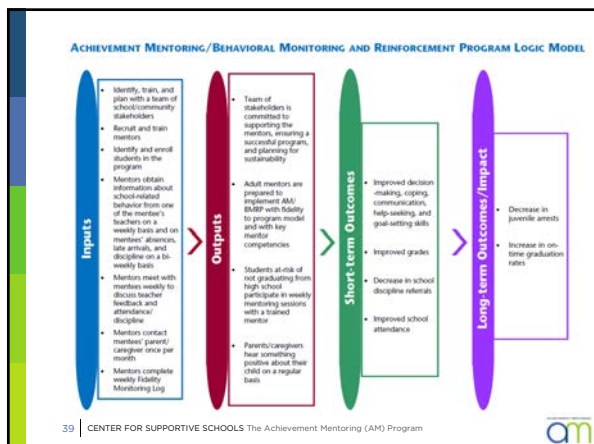 ACHIEVEMENT MENTORING/BEHAVIORAL MONITORING AND REINFORCEMENT PROGRAM LOGIC MODEL
Inputs
• Identify, train, and
plan with a team of
school/community
stakeholders
• Recruit and train
mentors
• Identify and enroll
students in the
program
• Mentors obtain
information about
school-related
behavior from one
of the mentee's
teachers on a
weekly basis and on
mentees' absences,
late arrivals, and
discipline on a bi-
weekly basis
• Mentors meet with
mentees weekly to
discuss teacher
feedback and
attendance/
discipline
• Mentors contact
mentees' parent/
caregiver once per
month
• Mentors complete
weekly Fidelity
Monitoring Log
Outputs
• Team of
stakeholders is
committed to
supporting the
mentors, ensuring a
successful program,
and planning for
sustainability
• Adult mentors are
prepared to
implement AM/
BMRP with fidelity
to program model
and with key
mentor
competencies
• Students at-risk of
not graduating from
high school
participate in weekly
mentoring sessions
with a trained
mentor
• Parents/caregivers
hear something
positive about their
child on a regular
basis
Short-term Outcomes
• Improved decision
-making, coping,
communication,
help-seeking, and
goal-setting skills
• Improved grades
• Decrease in school
discipline referrals
• Improved school
attendance
Long-term Outcomes/Impact
• Decrease in
juvenile arrests
• Increase in on-
time graduation
rates
39 | CENTER FOR SUPPORTIVE SCHOOLS The Achievement Mentoring (AM) Program
am